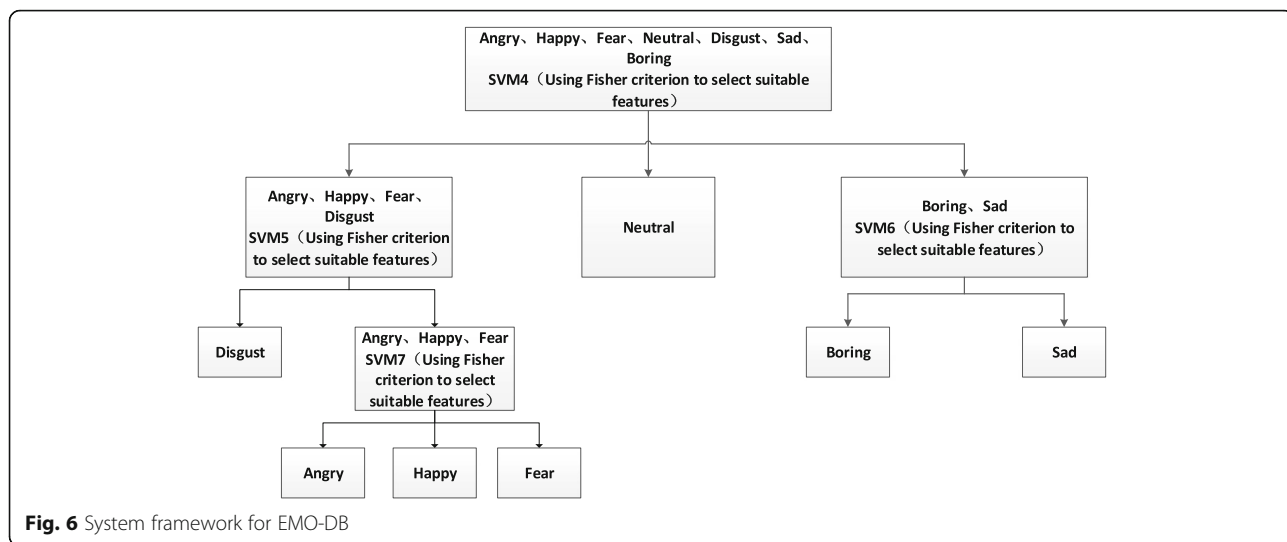 Angry、Happy、Fear、Neutral、Disgust、Sad、
Boring
SVM4（Using Fisher criterion to select suitable
features）
Angry、Happy、Fear、
Disgust
SVM5（Using Fisher criterion
to select suitable features）
Neutral
Boring、Sad
SVM6（Using Fisher criterion to
select suitable features）
Disgust
Angry、Happy、Fear
SVM7（Using Fisher
criterion to select
suitable features）
Boring
Sad
Angry
Happy
Fear
Fig. 6 System framework for EMO-DB